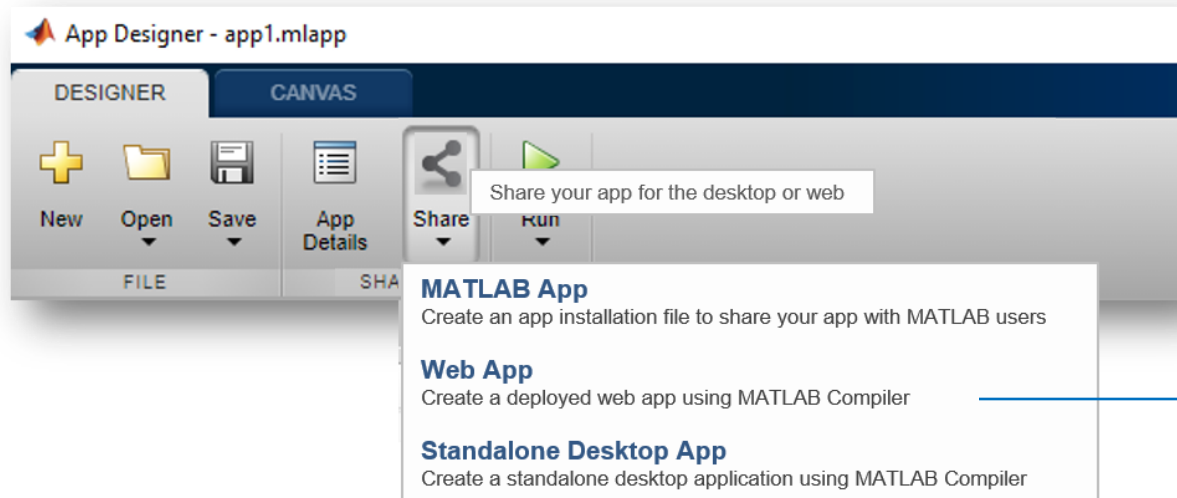 App Designer - app1.mlapp
DESIGNER CANVAS
New Open Save App Details Share Run
Share your app for the desktop or web
FILE SHA
MATLAB App
Create an app installation file to share your app with MATLAB users
Web App
Create a deployed web app using MATLAB Compiler
Standalone Desktop App
Create a standalone desktop application using MATLAB Compiler